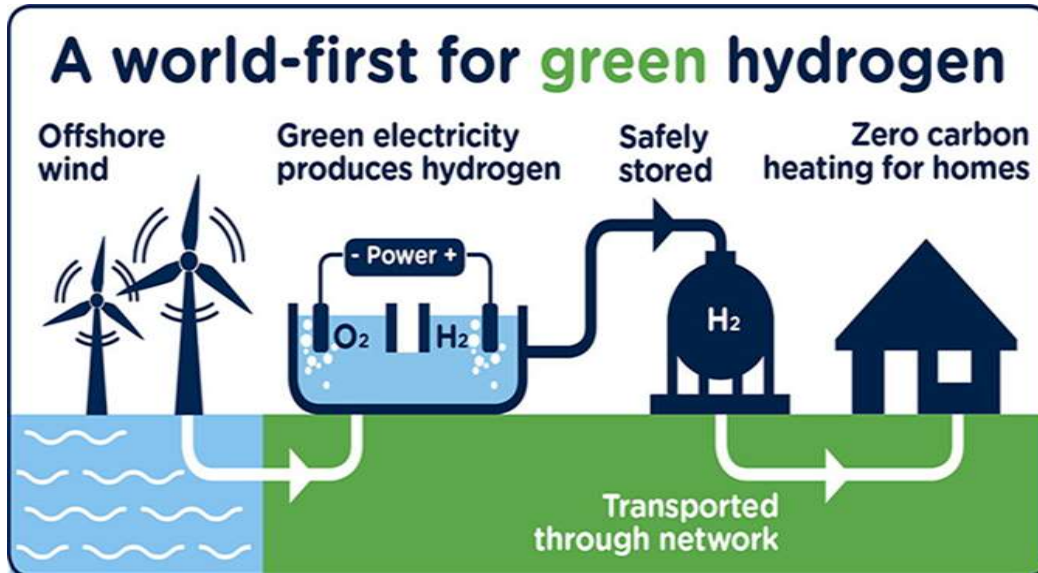 A world-first for green hydrogen
Offshore
wind
Green electricity
produces hydrogen
Safely
stored
Zero carbon
heating for homes
- Power +
O₂
H₂
H₂
Transported
through network